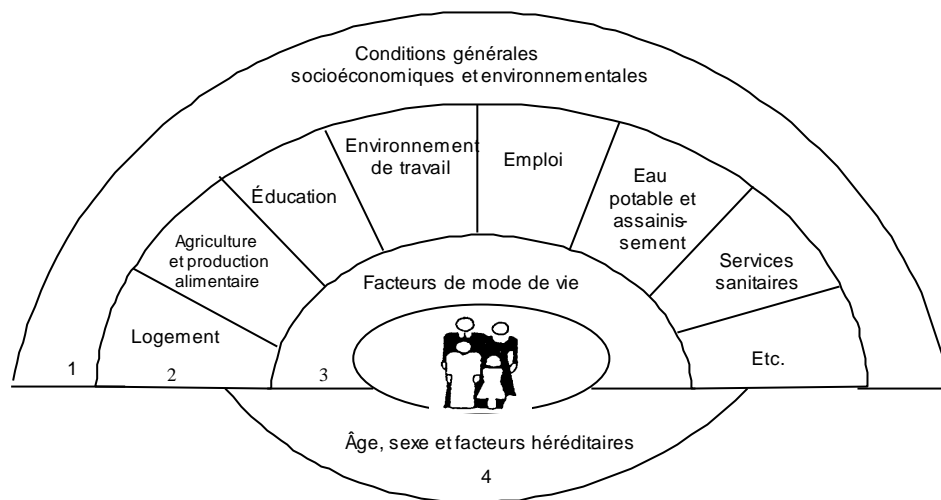 Conditions générales
socioéconomiques et environnementales
Environnement
de travail
Emploi
Éducation
Eau
potable et
assainis-
sement
Agriculture
et production
alimentaire
Services
sanitaires
Facteurs de mode de vie
Logement
Etc.
1
2
3
Âge, sexe et facteurs héréditaires
4